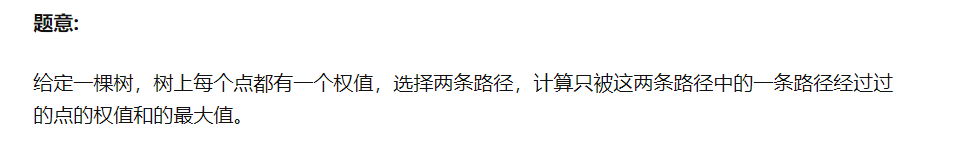 题意:
给定一棵树，树上每个点都有一个权值，选择两条路径，计算只被这两条路径中的一条路径经过过
的点的权值和的最大值。